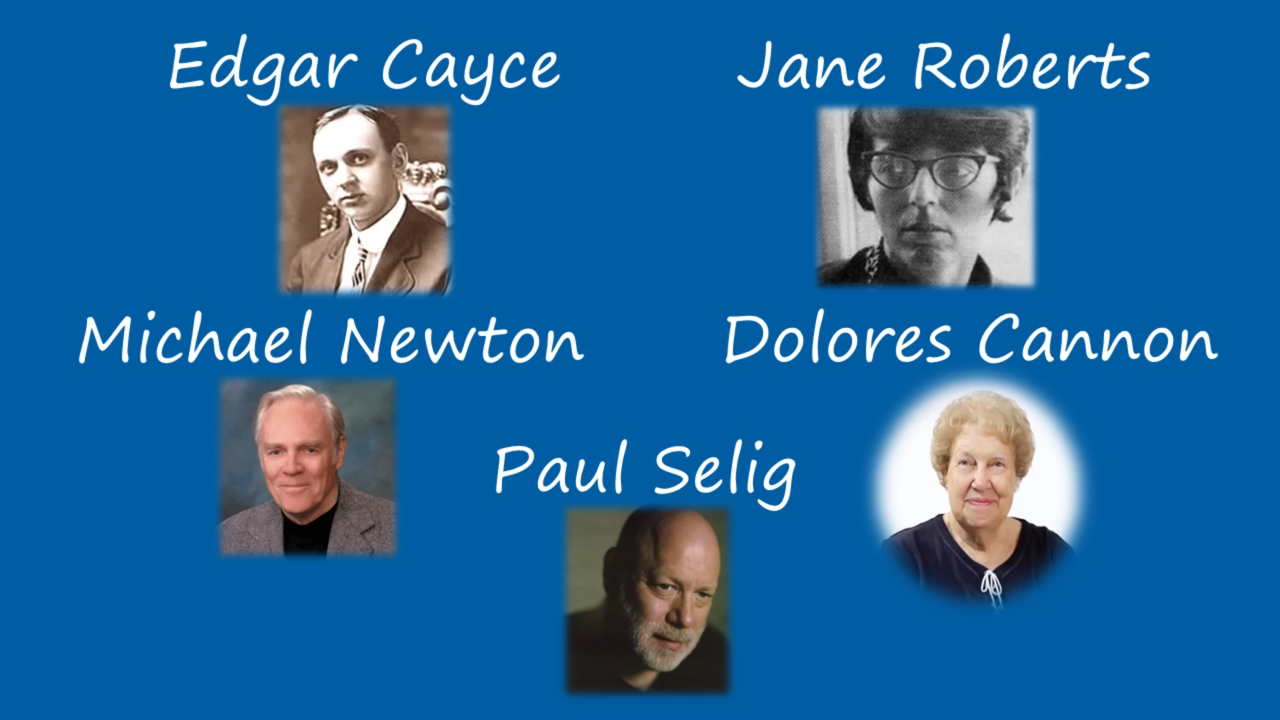 Edgar Cayce
Jane Roberts
Michael Newton
Dolores Cannon
Paul Selig